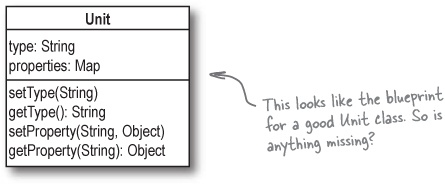 Unit
type: String
properties: Map
setType(String)
getType(): String
setProperty(String, Object)
getProperty(String): Object
This looks like the blueprint
for a good Unit class. So is
anything missing?